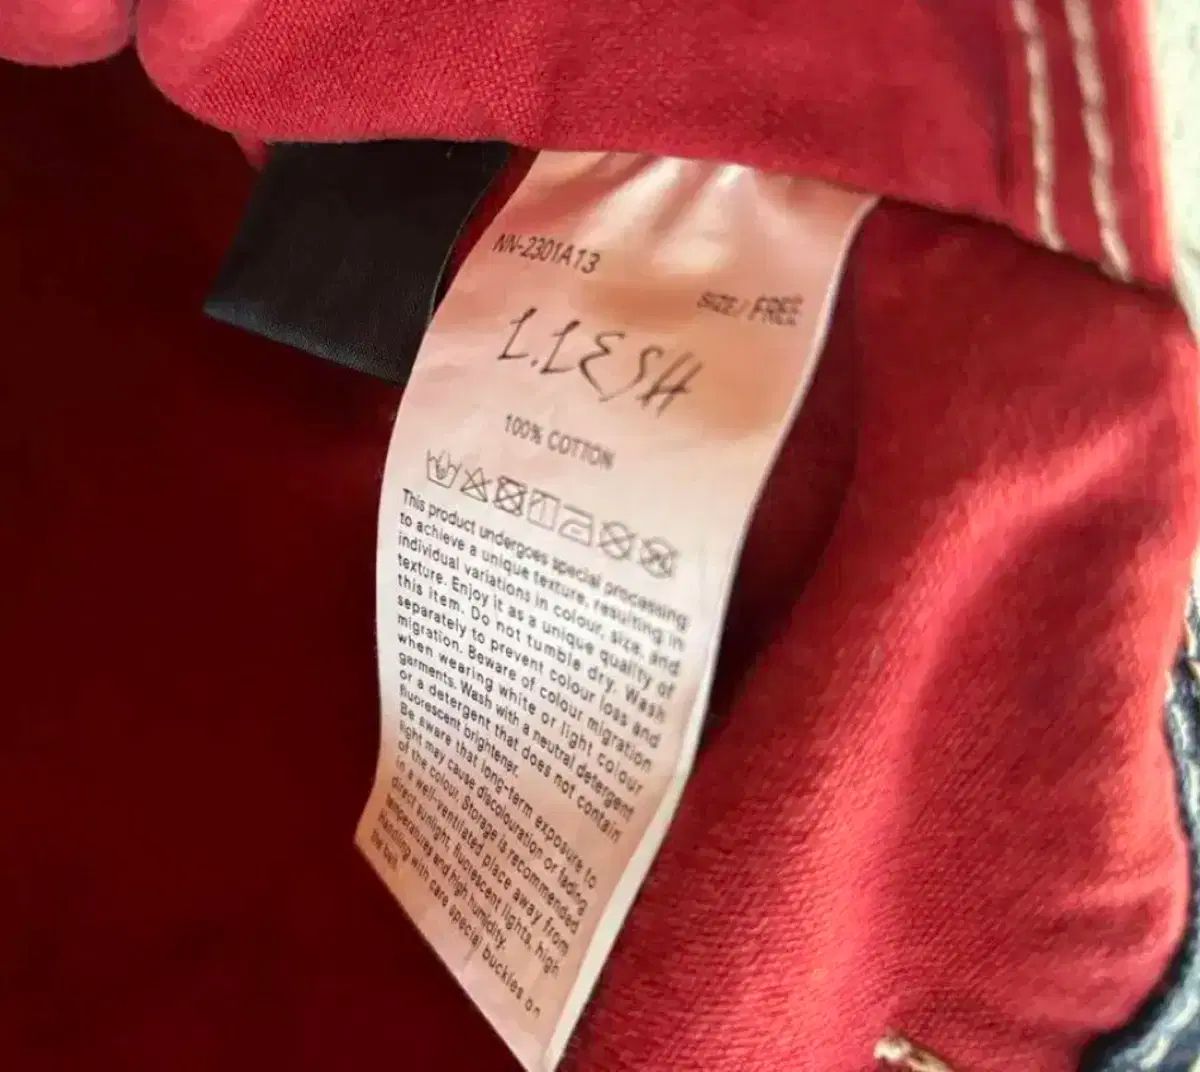 NN-2301A13
SIZE / FREE
L.LESH
100% COTTON
This product undergoes special processing
to achieve a unique texture, resulting in
individual variations in colour, size, and
texture. Enjoy it as a unique quality of
this item. Do not tumble dry. Wash
separately to prevent colour loss and
migration. Beware of colour migration
when wearing white or light colour
garments. Wash with a neutral detergent
or a detergent that does not contain
fluorescent brightener.
Be aware that long-term exposure to
light may cause discolouration or fading
of the colour. Storage is recommended
in a well-ventilated place away from
direct sunlight, fluorescent lights, high
temperatures and high humidity.
Handling with care special buckles on